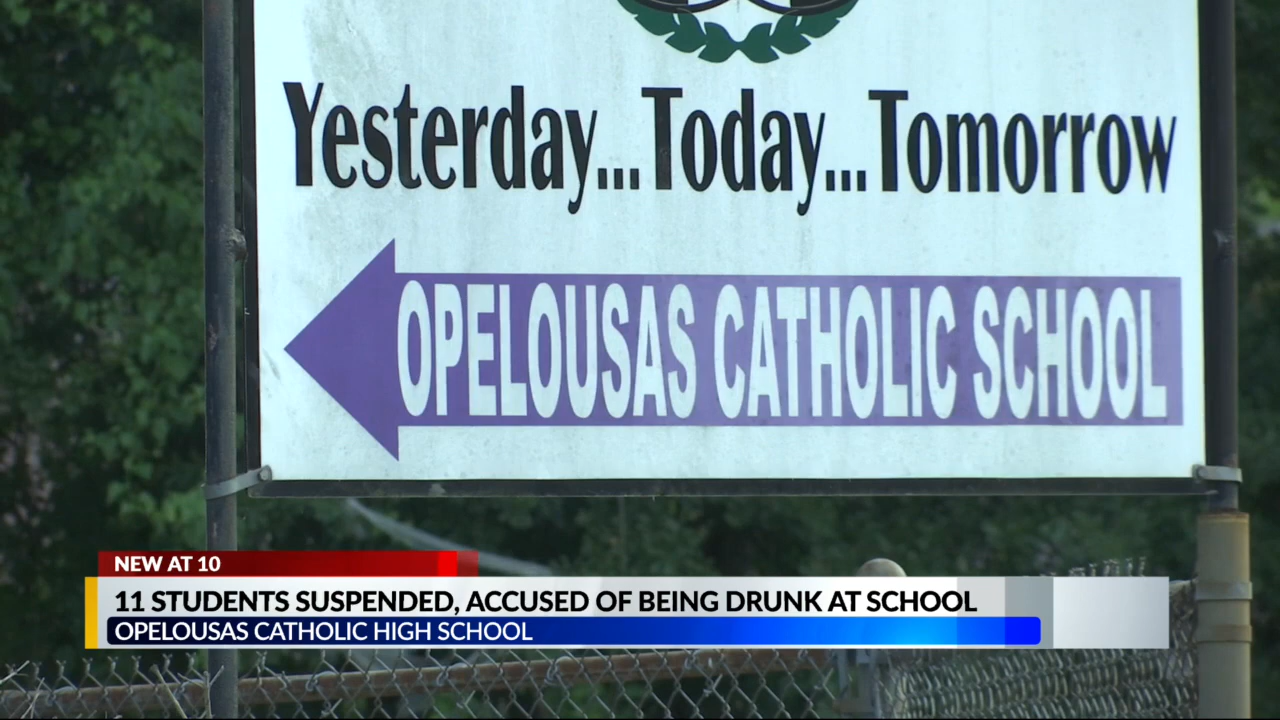 Yesterday...Today...Tomorrow
OPELOUSAS CATHOLIC SCHOOL
NEW AT 10
11 STUDENTS SUSPENDED, ACCUSED OF BEING DRUNK AT SCHOOL
OPELOUSAS CATHOLIC HIGH SCHOOL